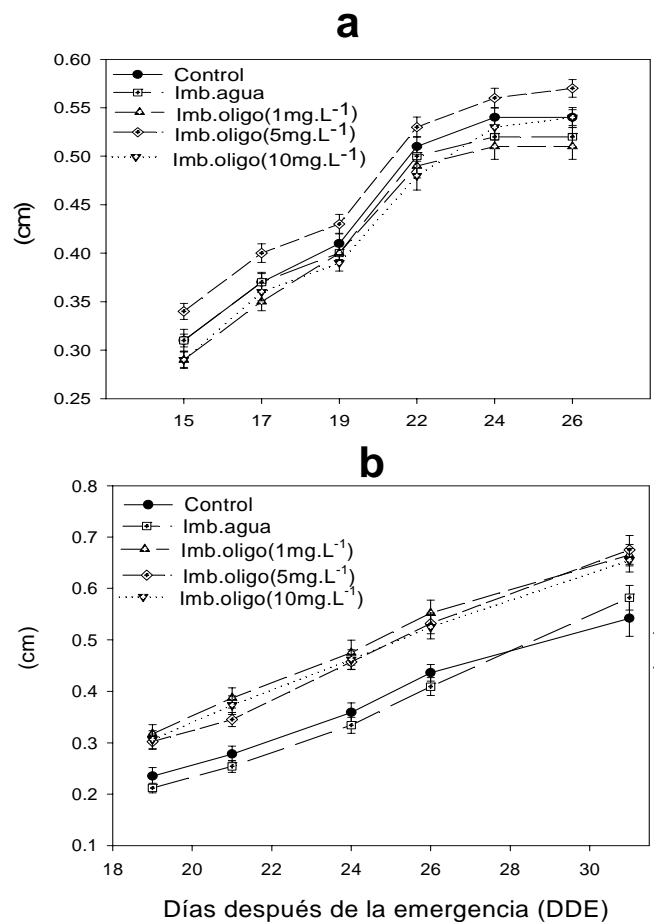 a
0.60
0.55
0.50
0.45
0.40
0.35
0.30
0.25
(cm)
Control
Imb.agua
Imb.oligo(1mg.L-1)
Imb.oligo(5mg.L-1)
Imb.oligo(10mg.L-1)
15 17 19 22 24 26
b
0.8
0.7
0.6
0.5
0.4
0.3
0.2
0.1
(cm)
Control
Imb.agua
Imb.oligo(1mg.L-1)
Imb.oligo(5mg.L-1)
Imb.oligo(10mg.L-1)
18 20 22 24 26 28 30
Días después de la emergencia (DDE)